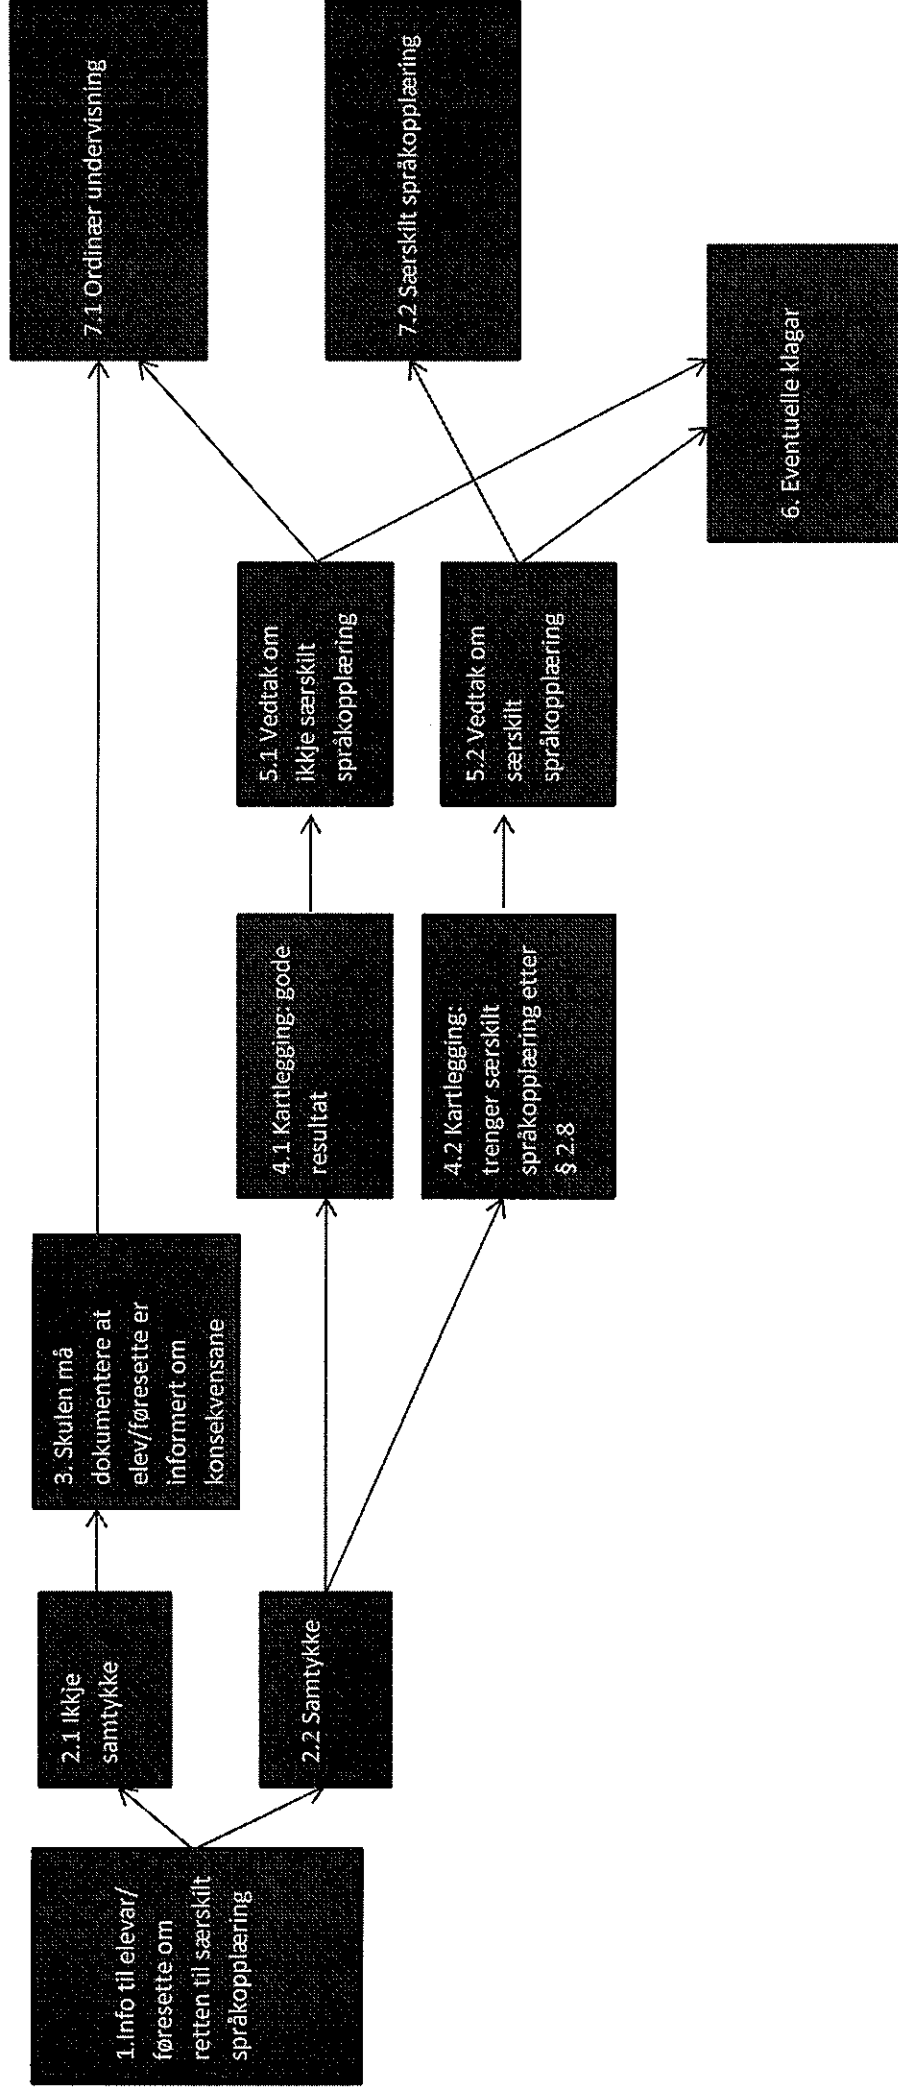 1.Info til elevar/
føresette om
retten til særskilt
språkopplæring
2.1 Ikkje
samtykke
2.2 Samtykke
3. Skulen må
dokumentere at
elev/føresette er
informert om
konsekvensane
4.1 Kartlegging: gode
resultat
4.2 Kartlegging:
trenger særskilt
språkopplæring etter
§ 2.8
5.1 Vedtak om
ikkje særskilt
språkopplæring
5.2 Vedtak om
særskilt
språkopplæring
6. Eventuelle klagar
7.1 Ordinær undervisning
7.2 Særskilt språkopplæring